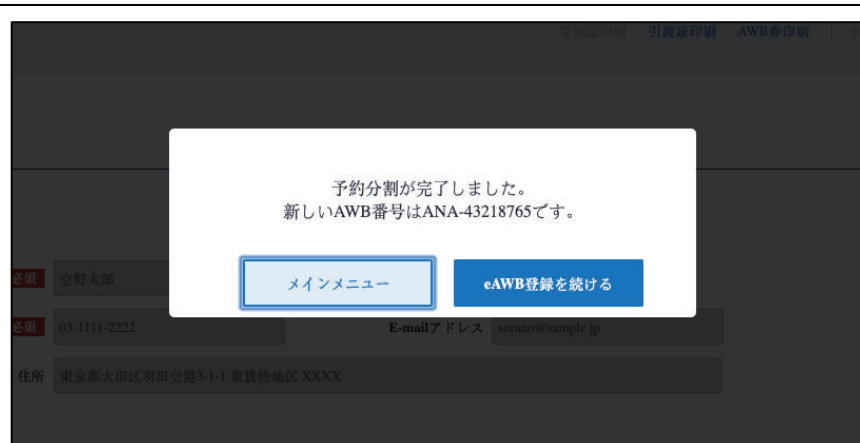 受領証印刷 引渡証印刷 AWB券印刷
予約分割が完了しました。
新しいAWB番号はANA-43218765です。
メインメニュー eAWB登録を続ける
必須 空野太郎
必須 03-1111-2222 E-mailアドレス sorano@sample.jp
住所 東京都大田区羽田空港3-1-1 東貨物地区 XXXX